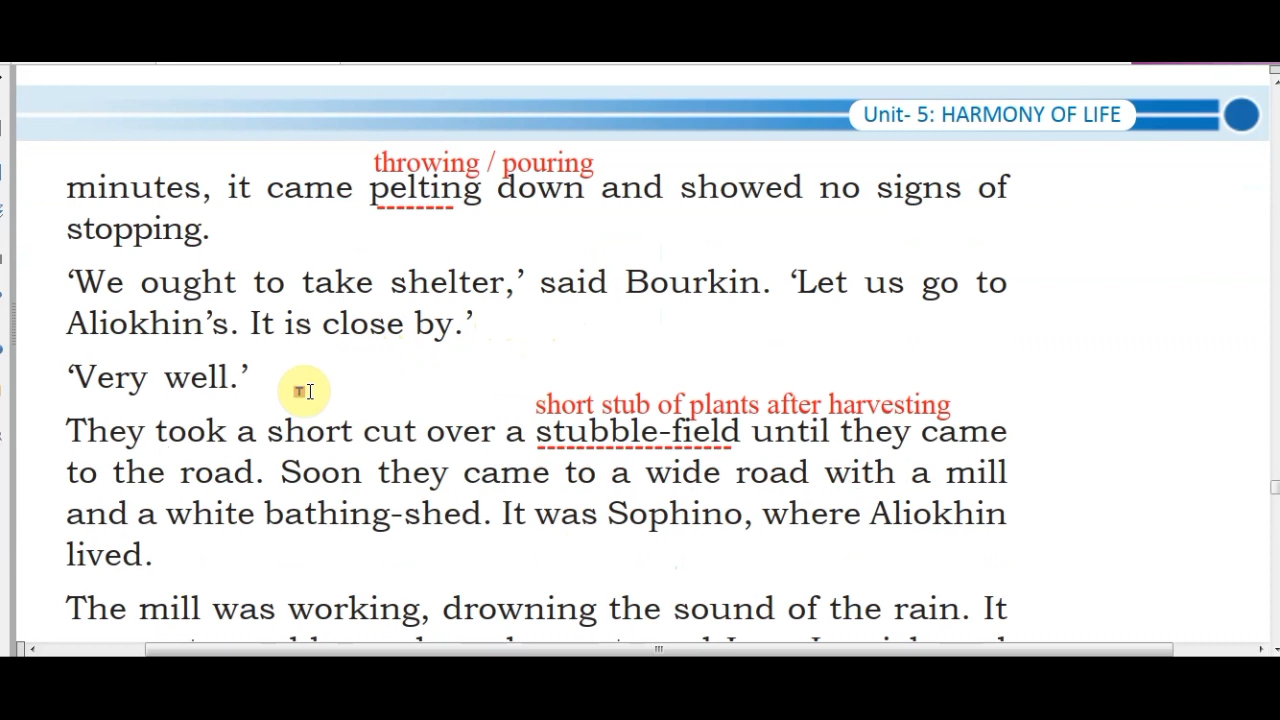 Unit- 5: HARMONY OF LIFE
throwing / pouring
minutes, it came pelting down and showed no signs of
stopping.
‘We ought to take shelter,’ said Bourkin. ‘Let us go to
Aliokhin’s. It is close by.’
‘Very well.’
short stub of plants after harvesting
They took a short cut over a stubble-field until they came
to the road. Soon they came to a wide road with a mill
and a white bathing-shed. It was Sophino, where Aliokhin
lived.
The mill was working, drowning the sound of the rain. It